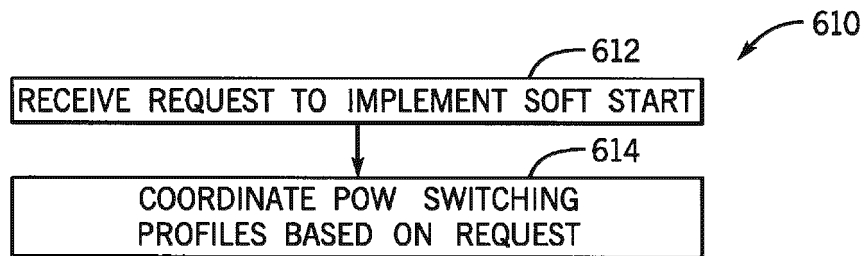 610
612
RECEIVE REQUEST TO IMPLEMENT SOFT START
614
COORDINATE POW SWITCHING
PROFILES BASED ON REQUEST